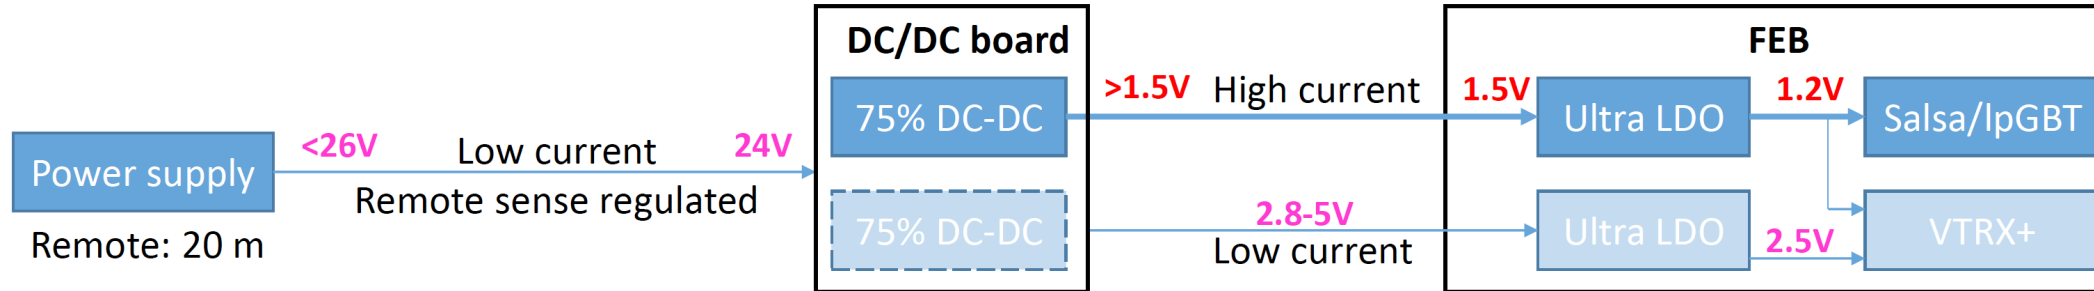 Power supply
Remote: 20 m
<26V
Low current
24V
Remote sense regulated
DC/DC board
75% DC-DC
75% DC-DC
>1.5V
High current
2.8-5V
Low current
FEB
1.5V
Ultra LDO
1.2V
Salsa/lpGBT
Ultra LDO
2.5V
VTRX+